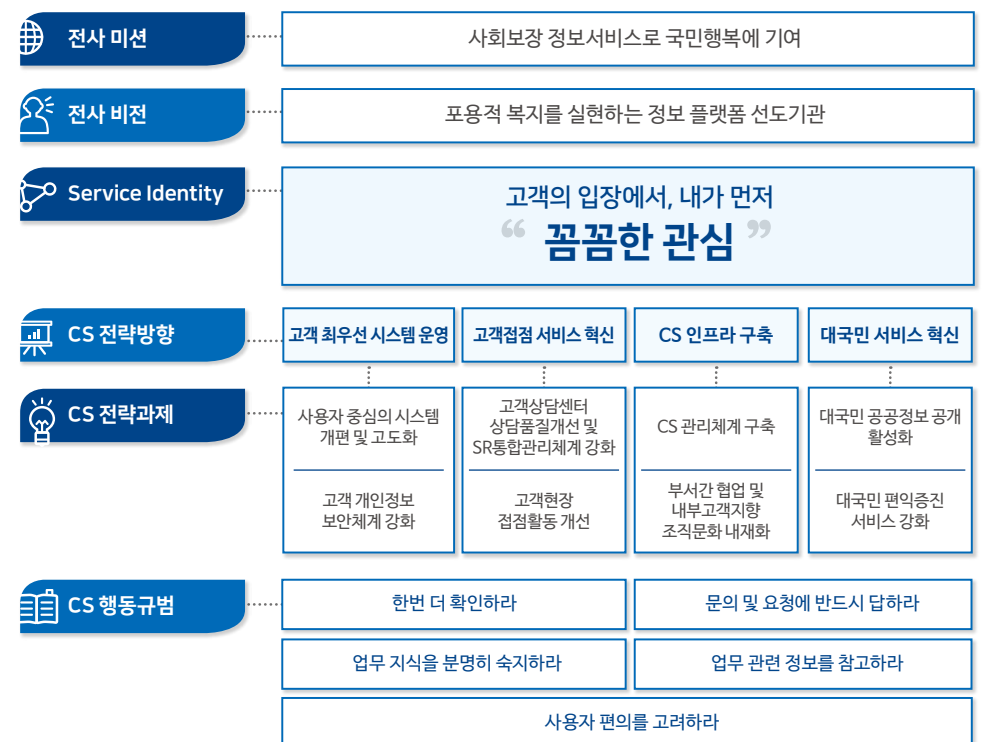 전사 미션
사회보장 정보서비스로 국민행복에 기여
전사 비전
포용적 복지를 실현하는 정보 플랫폼 선도기관
Service Identity
고객의 입장에서, 내가 먼저
“ 꼼꼼한 관심 ”
CS 전략방향
고객 최우선 시스템 운영
고객접점 서비스 혁신
CS 인프라 구축
대국민 서비스 혁신
CS 전략과제
사용자 중심의 시스템
개편 및 고도화
고객 개인정보
보안체계 강화
고객상담센터
상담품질개선 및
SR통합관리체계 강화
고객현장
접점활동 개선
CS 관리체계 구축
부서간 협업 및
내부고객지향
조직문화 내재화
대국민 공공정보 공개
활성화
대국민 편익증진
서비스 강화
CS 행동규범
한번 더 확인하라
문의 및 요청에 반드시 답하라
업무 지식을 분명히 숙지하라
업무 관련 정보를 참고하라
사용자 편의를 고려하라